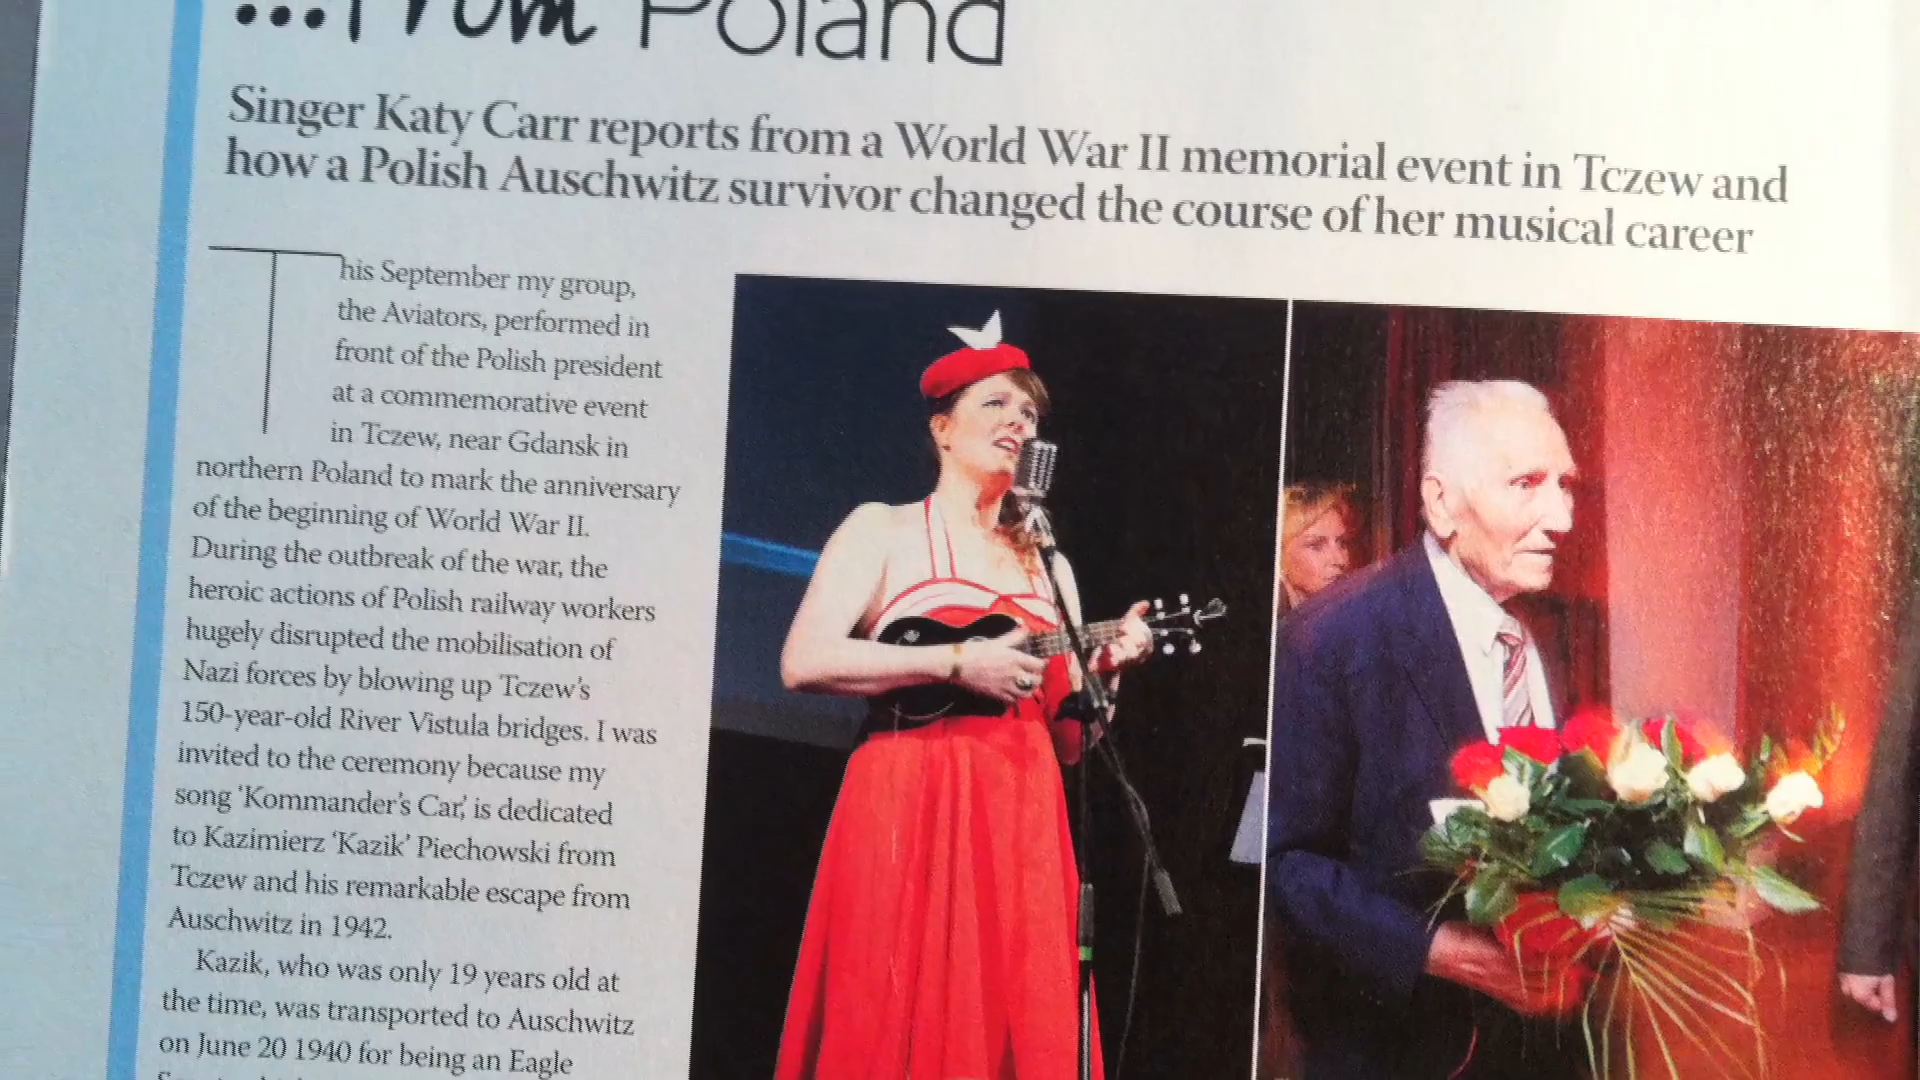 ...from Poland
Singer Katy Carr reports from a World War II memorial event in Tczew and
how a Polish Auschwitz survivor changed the course of her musical career
This September my group,
the Aviators, performed in
front of the Polish president
at a commemorative event
in Tczew, near Gdansk in
northern Poland to mark the anniversary
of the beginning of World War II.
During the outbreak of the war, the
heroic actions of Polish railway workers
hugely disrupted the mobilisation of
Nazi forces by blowing up Tczew's
150-year-old River Vistula bridges. I was
invited to the ceremony because my
song 'Kommander's Car,' is dedicated
to Kazimierz 'Kazik' Piechowski from
Tczew and his remarkable escape from
Auschwitz in 1942.
Kazik, who was only 19 years old at
the time, was transported to Auschwitz
on June 20 1940 for being an Eagle